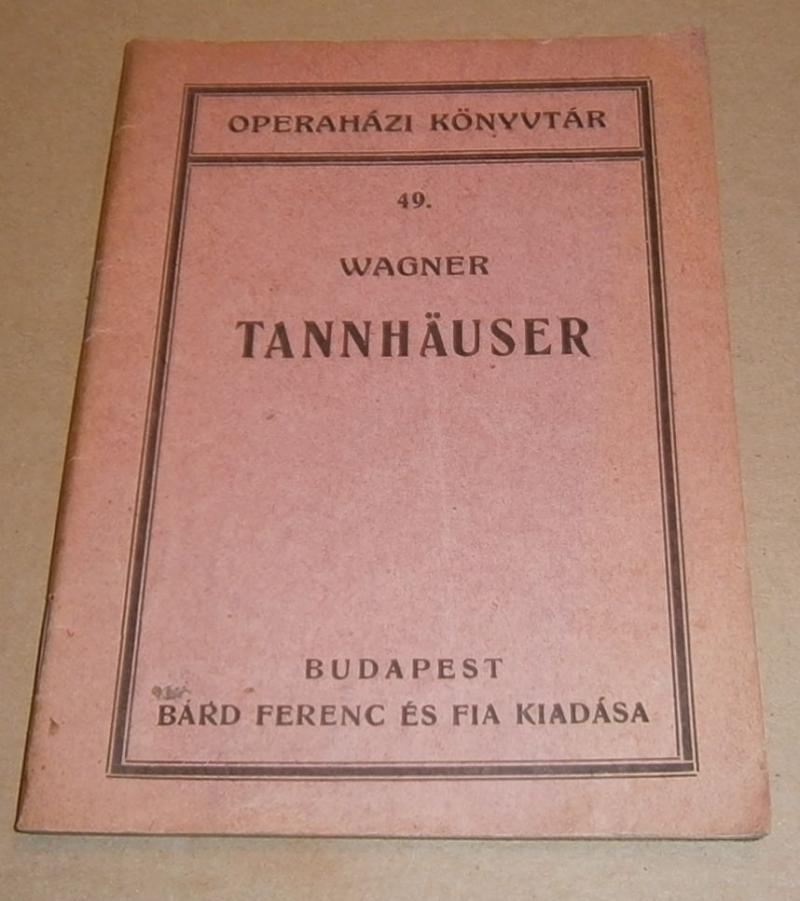 OPERAHÁZI KÖNYVTÁR
49.
WAGNER
TANNHÄUSER
BUDAPEST
BÁRD FERENC ÉS FIA KIADÁSA